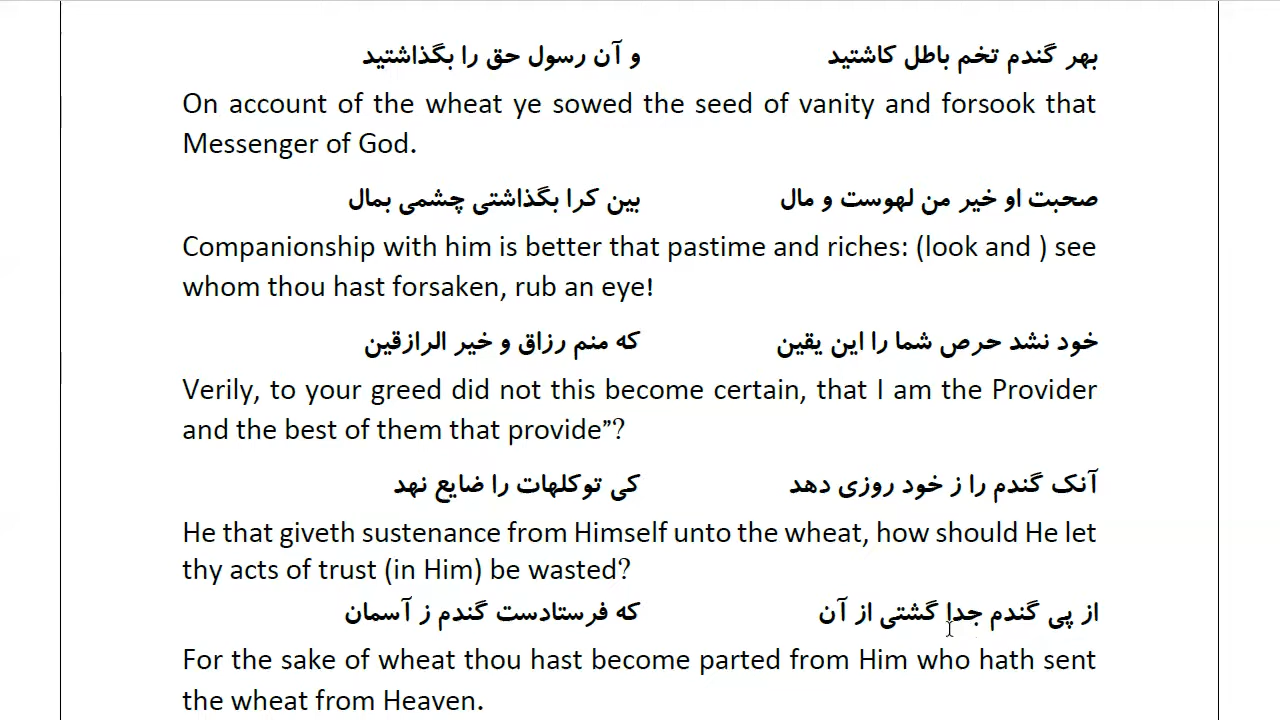 بهر گندم تخم باطل کاشتید و آن رسول حق را بگذاشتید
On account of the wheat ye sowed the seed of vanity and forsook that
Messenger of God.
صحبت او خیر من لهوست و مال بین کرا بگذاشتی چشمی بمال
Companionship with him is better that pastime and riches: (look and ) see
whom thou hast forsaken, rub an eye!
خود نشد حرص شما را این یقین که منم رزاق و خیر الرازقین
Verily, to your greed did not this become certain, that I am the Provider
and the best of them that provide”?
آنک گندم را ز خود روزی دهد کی توکلهات را ضایع نهد
He that giveth sustenance from Himself unto the wheat, how should He let
thy acts of trust (in Him) be wasted?
از پی گندم جدا گشتی از آن که فرستادست گندم ز آسمان
For the sake of wheat thou hast become parted from Him who hath sent
the wheat from Heaven.